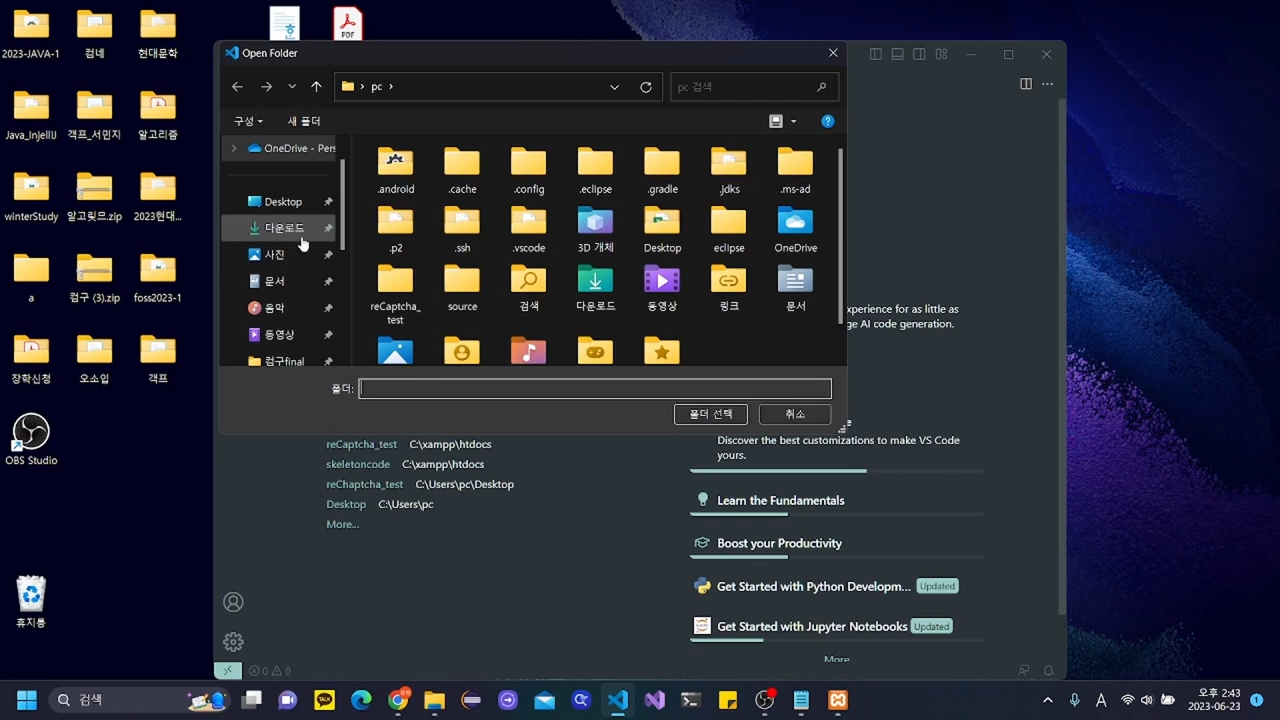 2023-JAVA-1
컴네
현대문학
PDF
Java_InjeIIU
객프_서민지
알고리즘
winterStudy
알고릦므.zip
2023현대...
a
컴구 (3).zip
foss2023-1
장학신청
오소입
객프
OBS Studio
휴지통
Open Folder
pc
pc 검색
구성
새 폴더
OneDrive - Pers
Desktop
다운로드
사진
문서
음악
동영상
컴구final
.android
.cache
.config
.eclipse
.gradle
.jdks
.ms-ad
.p2
.ssh
.vscode
3D 개체
Desktop
eclipse
OneDrive
reCaptcha_
test
source
검색
다운로드
동영상
링크
문서
폴더:
폴더 선택
취소
xperience for as little as
ge AI code generation.
reCaptcha_test C:\xampp\htdocs
skeletoncode C:\xampp\htdocs
reChaptcha_test C:\Users\pc\Desktop
Desktop C:\Users\pc
More...
Discover the best customizations to make VS Code
yours.
Learn the Fundamentals
Boost your Productivity
Get Started with Python Developm... Updated
Get Started with Jupyter Notebooks Updated
More
0 0
검색
TALK
A
오후 2:43
2023-06-23
1